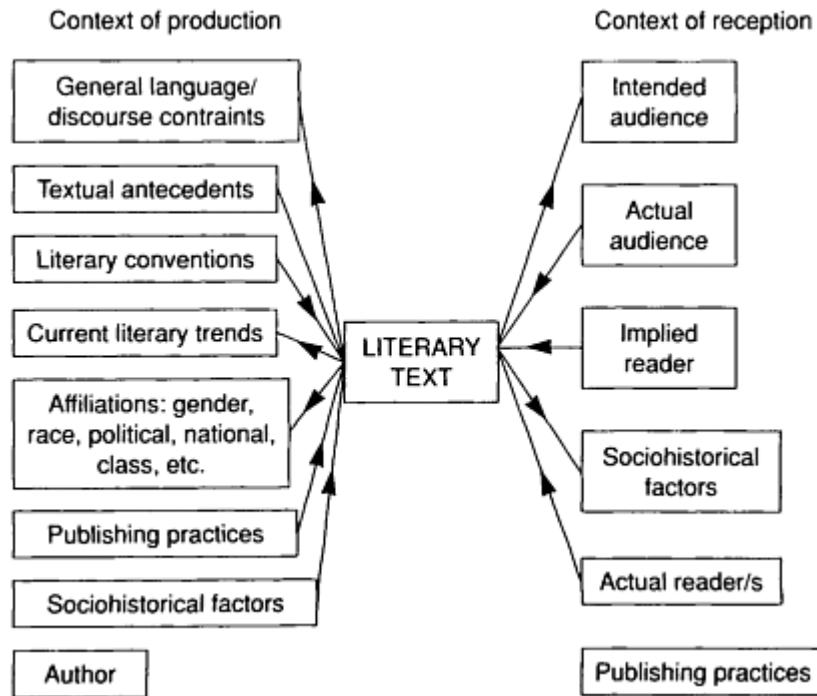 Context of production
General language/
discourse contraints
Textual antecedents
Literary conventions
Current literary trends
Affiliations: gender,
race, political, national,
class, etc.
Publishing practices
Sociohistorical factors
Author
LITERARY
TEXT
Context of reception
Intended
audience
Actual
audience
Implied
reader
Sociohistorical
factors
Actual reader/s
Publishing practices